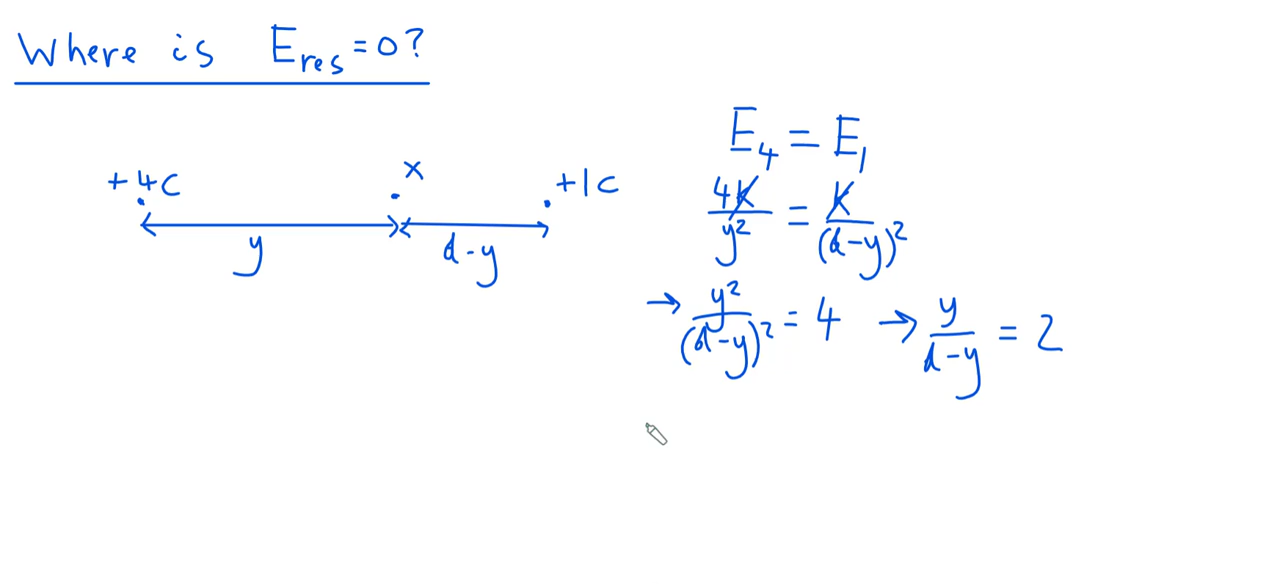 Where is E_res = 0?
+4C
x
+1C
y
d-y
E_4 = E_1
4K/y² = K/(d-y)²
→ y²/(d-y)² = 4 → y/(d-y) = 2